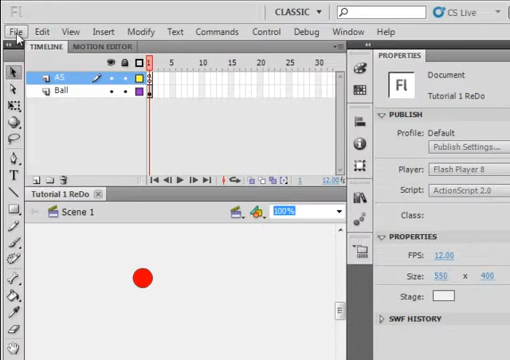 Fl
CLASSIC
CS Live
File Edit View Insert Modify Text Commands Control Debug Window Help
TIMELINE MOTION EDITOR
1 5 10 15 20 25 30
AS
Ball
1 12.00
Tutorial 1 ReDo
Scene 1
100%
PROPERTIES
Fl
Document
Tutorial 1 ReDo
PUBLISH
Profile: Default
Publish Settings...
Player: Flash Player 8
Script: ActionScript 2.0
Class:
PROPERTIES
FPS: 12.00
Size: 550 x 400
Stage:
SWF HISTORY